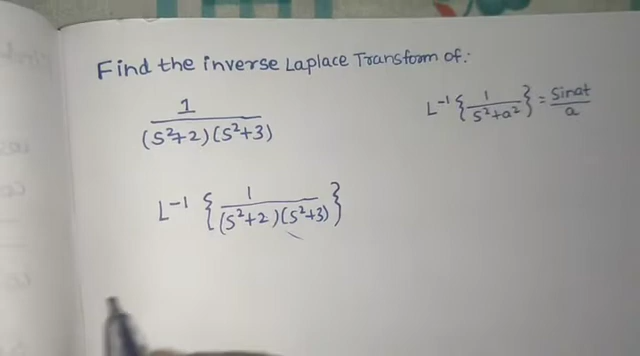 Find the inverse Laplace Transform of:
1
(S²+2)(S²+3)
L⁻¹{1/(S²+a²)} = Sinat/a
L⁻¹{1/(S²+2)(S²+3)}